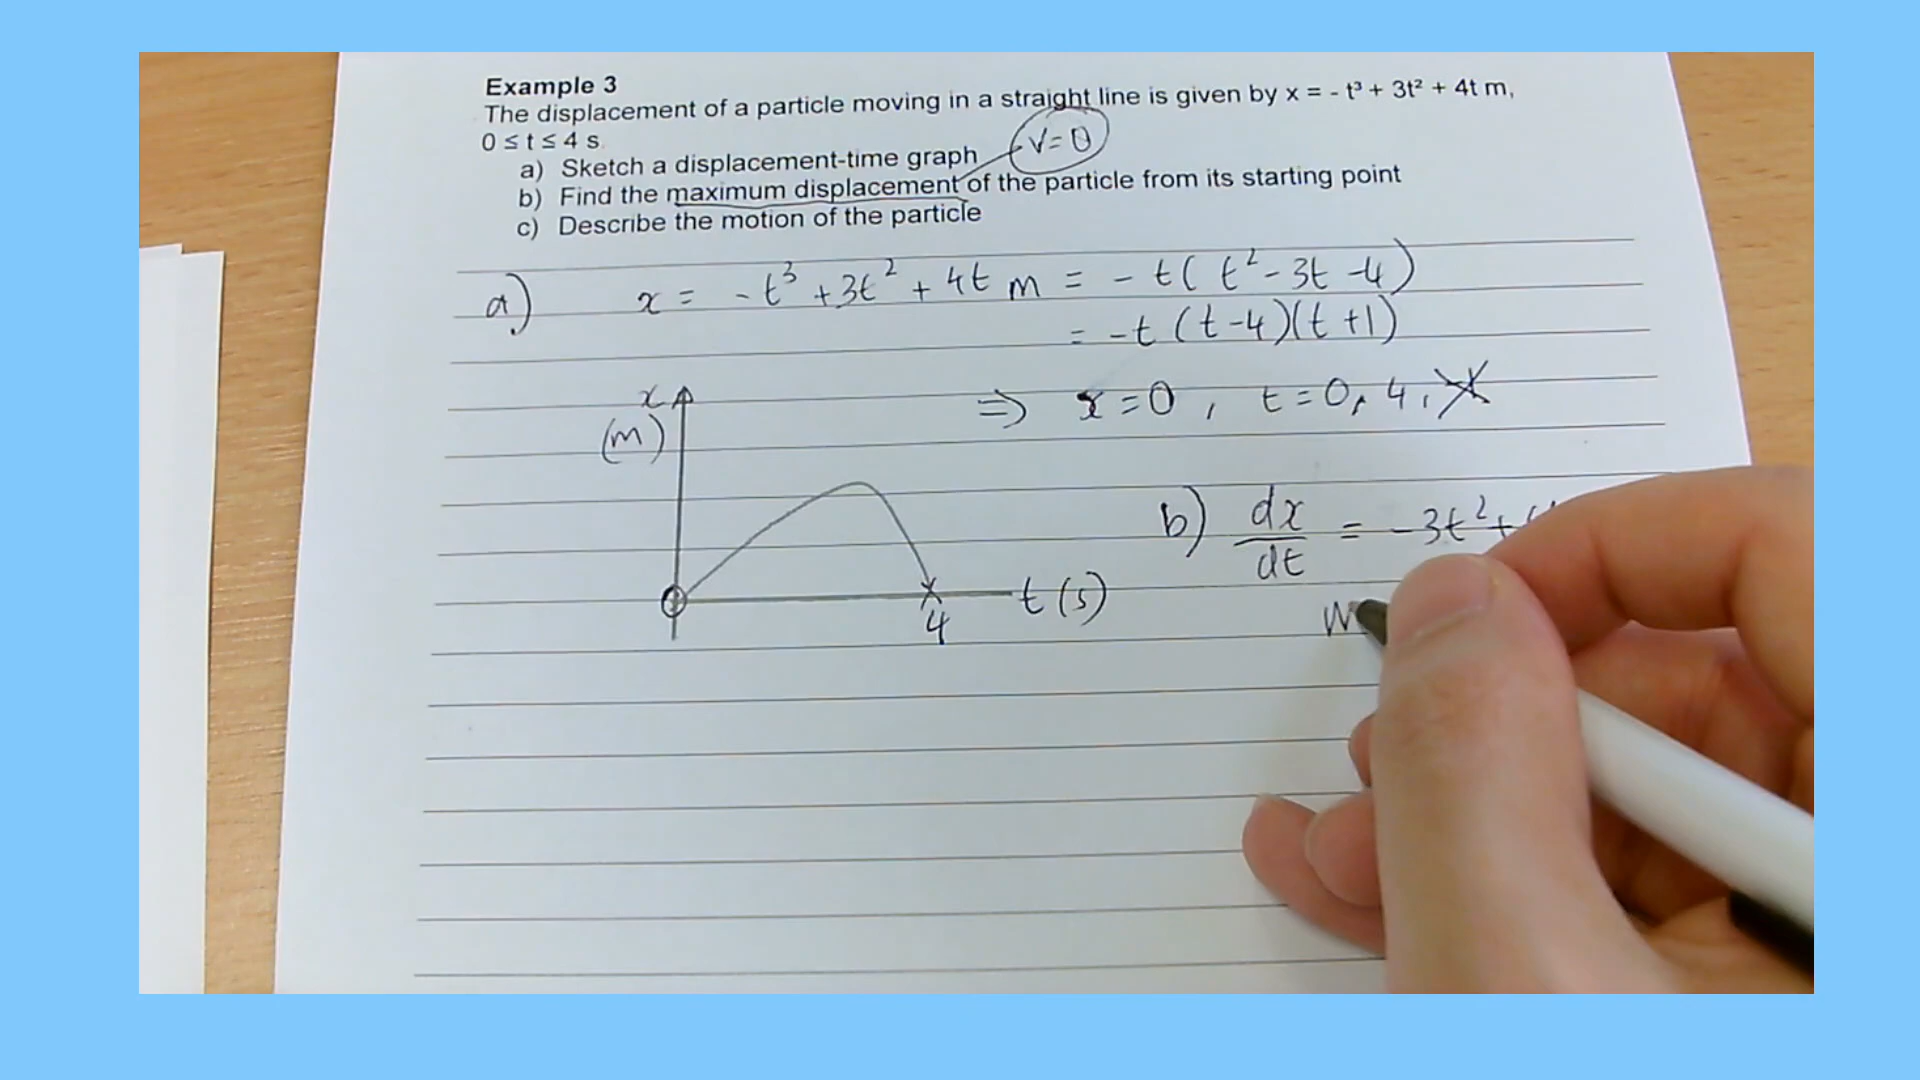 Example 3
The displacement of a particle moving in a straight line is given by x = - t³ + 3t² + 4t m,
0 ≤ t ≤ 4 s.
a) Sketch a displacement-time graph
v=0
b) Find the maximum displacement of the particle from its starting point
c) Describe the motion of the particle
a) x = -t³ + 3t² + 4t m = -t(t² - 3t - 4)
= -t (t-4)(t+1)
⇒ x=0, t=0, 4,
x
(m)
b) dx/dt = -3t² +
0
4
t (s)